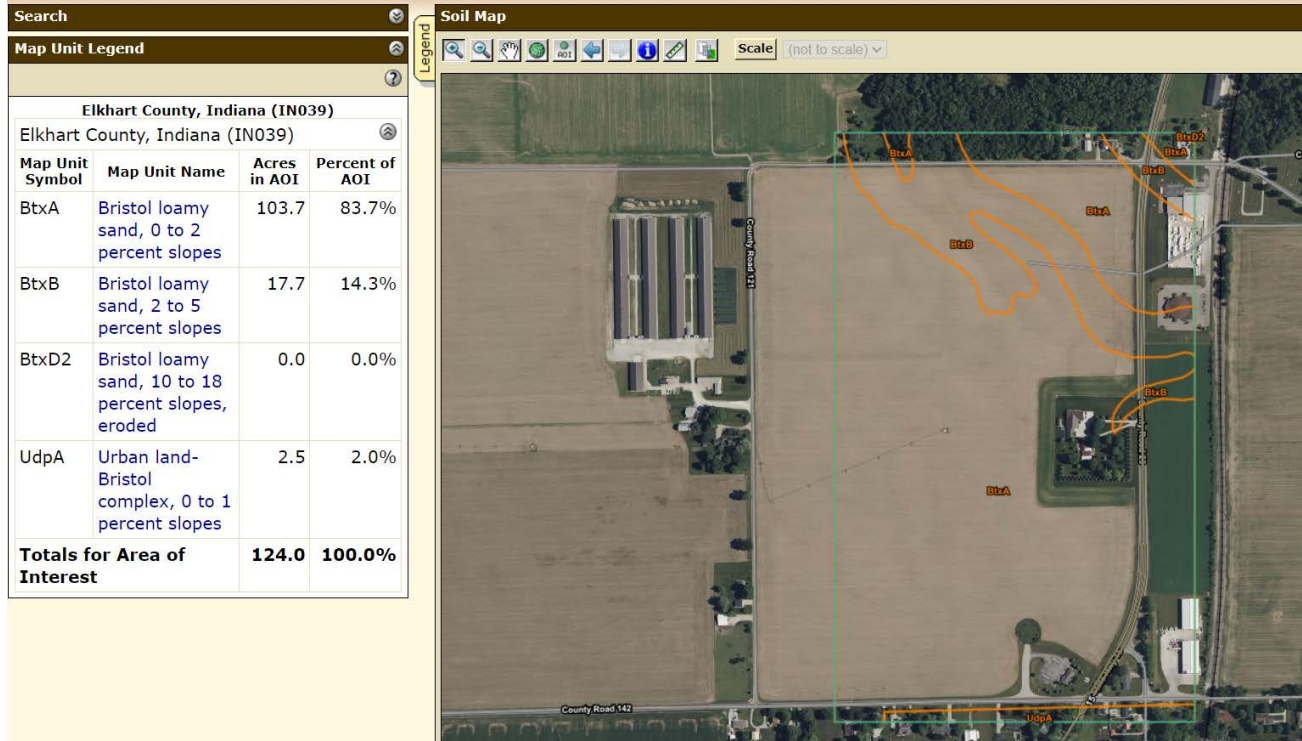 Search
Map Unit Legend
Elkhart County, Indiana (IN039)
Elkhart County, Indiana (IN039)
Map Unit Symbol Map Unit Name Acres in AOI Percent of AOI
BtxA Bristol loamy sand, 0 to 2 percent slopes 103.7 83.7%
BtxB Bristol loamy sand, 2 to 5 percent slopes 17.7 14.3%
BtxD2 Bristol loamy sand, 10 to 18 percent slopes, eroded 0.0 0.0%
UdpA Urban land-Bristol complex, 0 to 1 percent slopes 2.5 2.0%
Totals for Area of Interest 124.0 100.0%
Legend
Soil Map
AOI
Scale (not to scale)
BtxD2
BtxA
BtxA
BtxB
BtxA
BtxB
County Road 121
BtxB
BtxA
County Road 142
UdpA